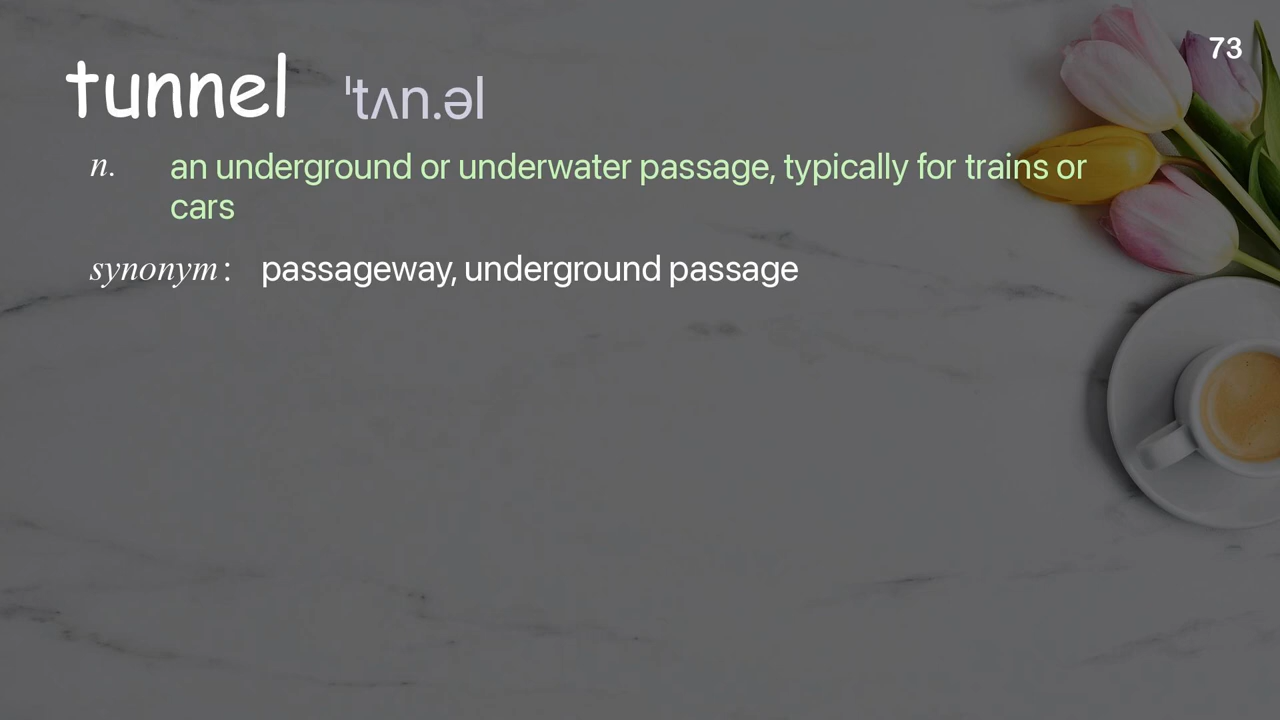 73
tunnel ˈtʌn.əl
n. an underground or underwater passage, typically for trains or
cars
synonym: passageway, underground passage